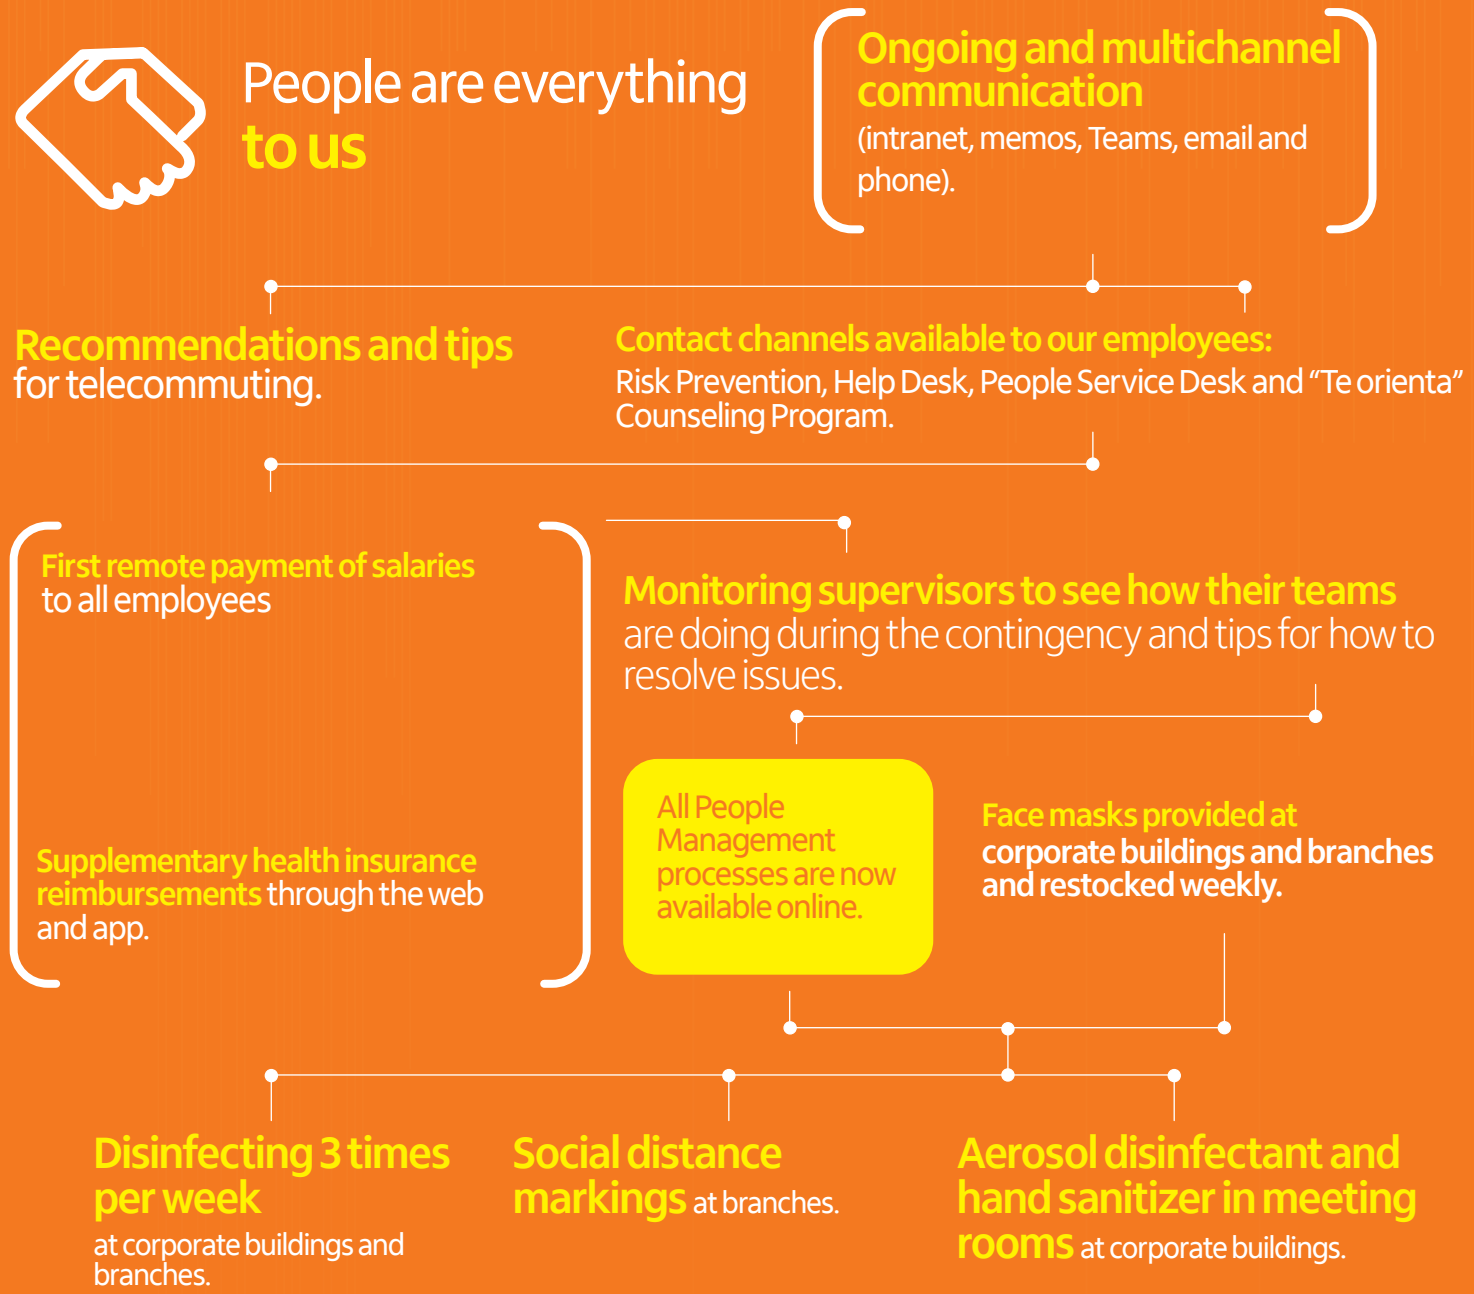 People are everything
to us
Ongoing and multichannel
communication
(intranet, memos, Teams, email and
phone).
Recommendations and tips
for telecommuting.
Contact channels available to our employees:
Risk Prevention, Help Desk, People Service Desk and “Te orienta”
Counseling Program.
First remote payment of salaries
to all employees
Supplementary health insurance
reimbursements through the web
and app.
Monitoring supervisors to see how their teams
are doing during the contingency and tips for how to
resolve issues.
All People
Management
processes are now
available online.
Face masks provided at
corporate buildings and branches
and restocked weekly.
Disinfecting 3 times
per week
at corporate buildings and
branches.
Social distance
markings at branches.
Aerosol disinfectant and
hand sanitizer in meeting
rooms at corporate buildings.